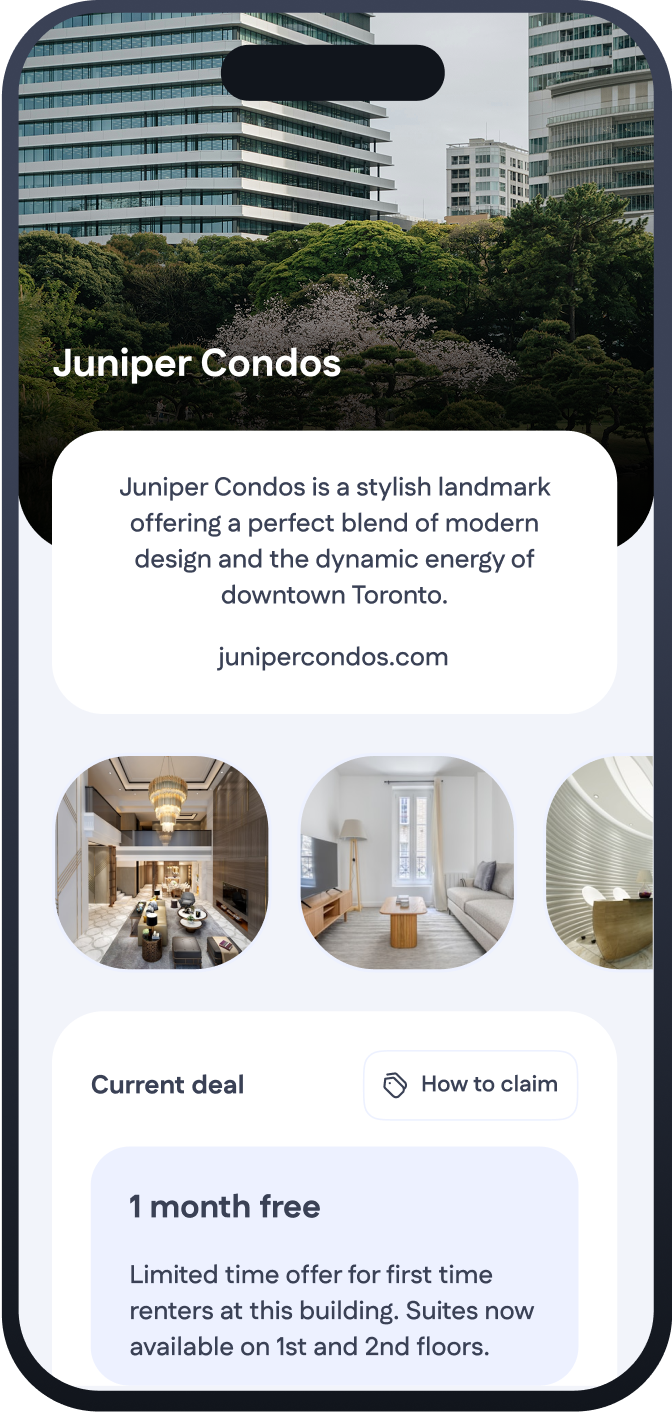 Juniper Condos
Juniper Condos is a stylish landmark
offering a perfect blend of modern
design and the dynamic energy of
downtown Toronto.
junipercondos.com
Current deal
How to claim
1 month free
Limited time offer for first time
renters at this building. Suites now
available on 1st and 2nd floors.